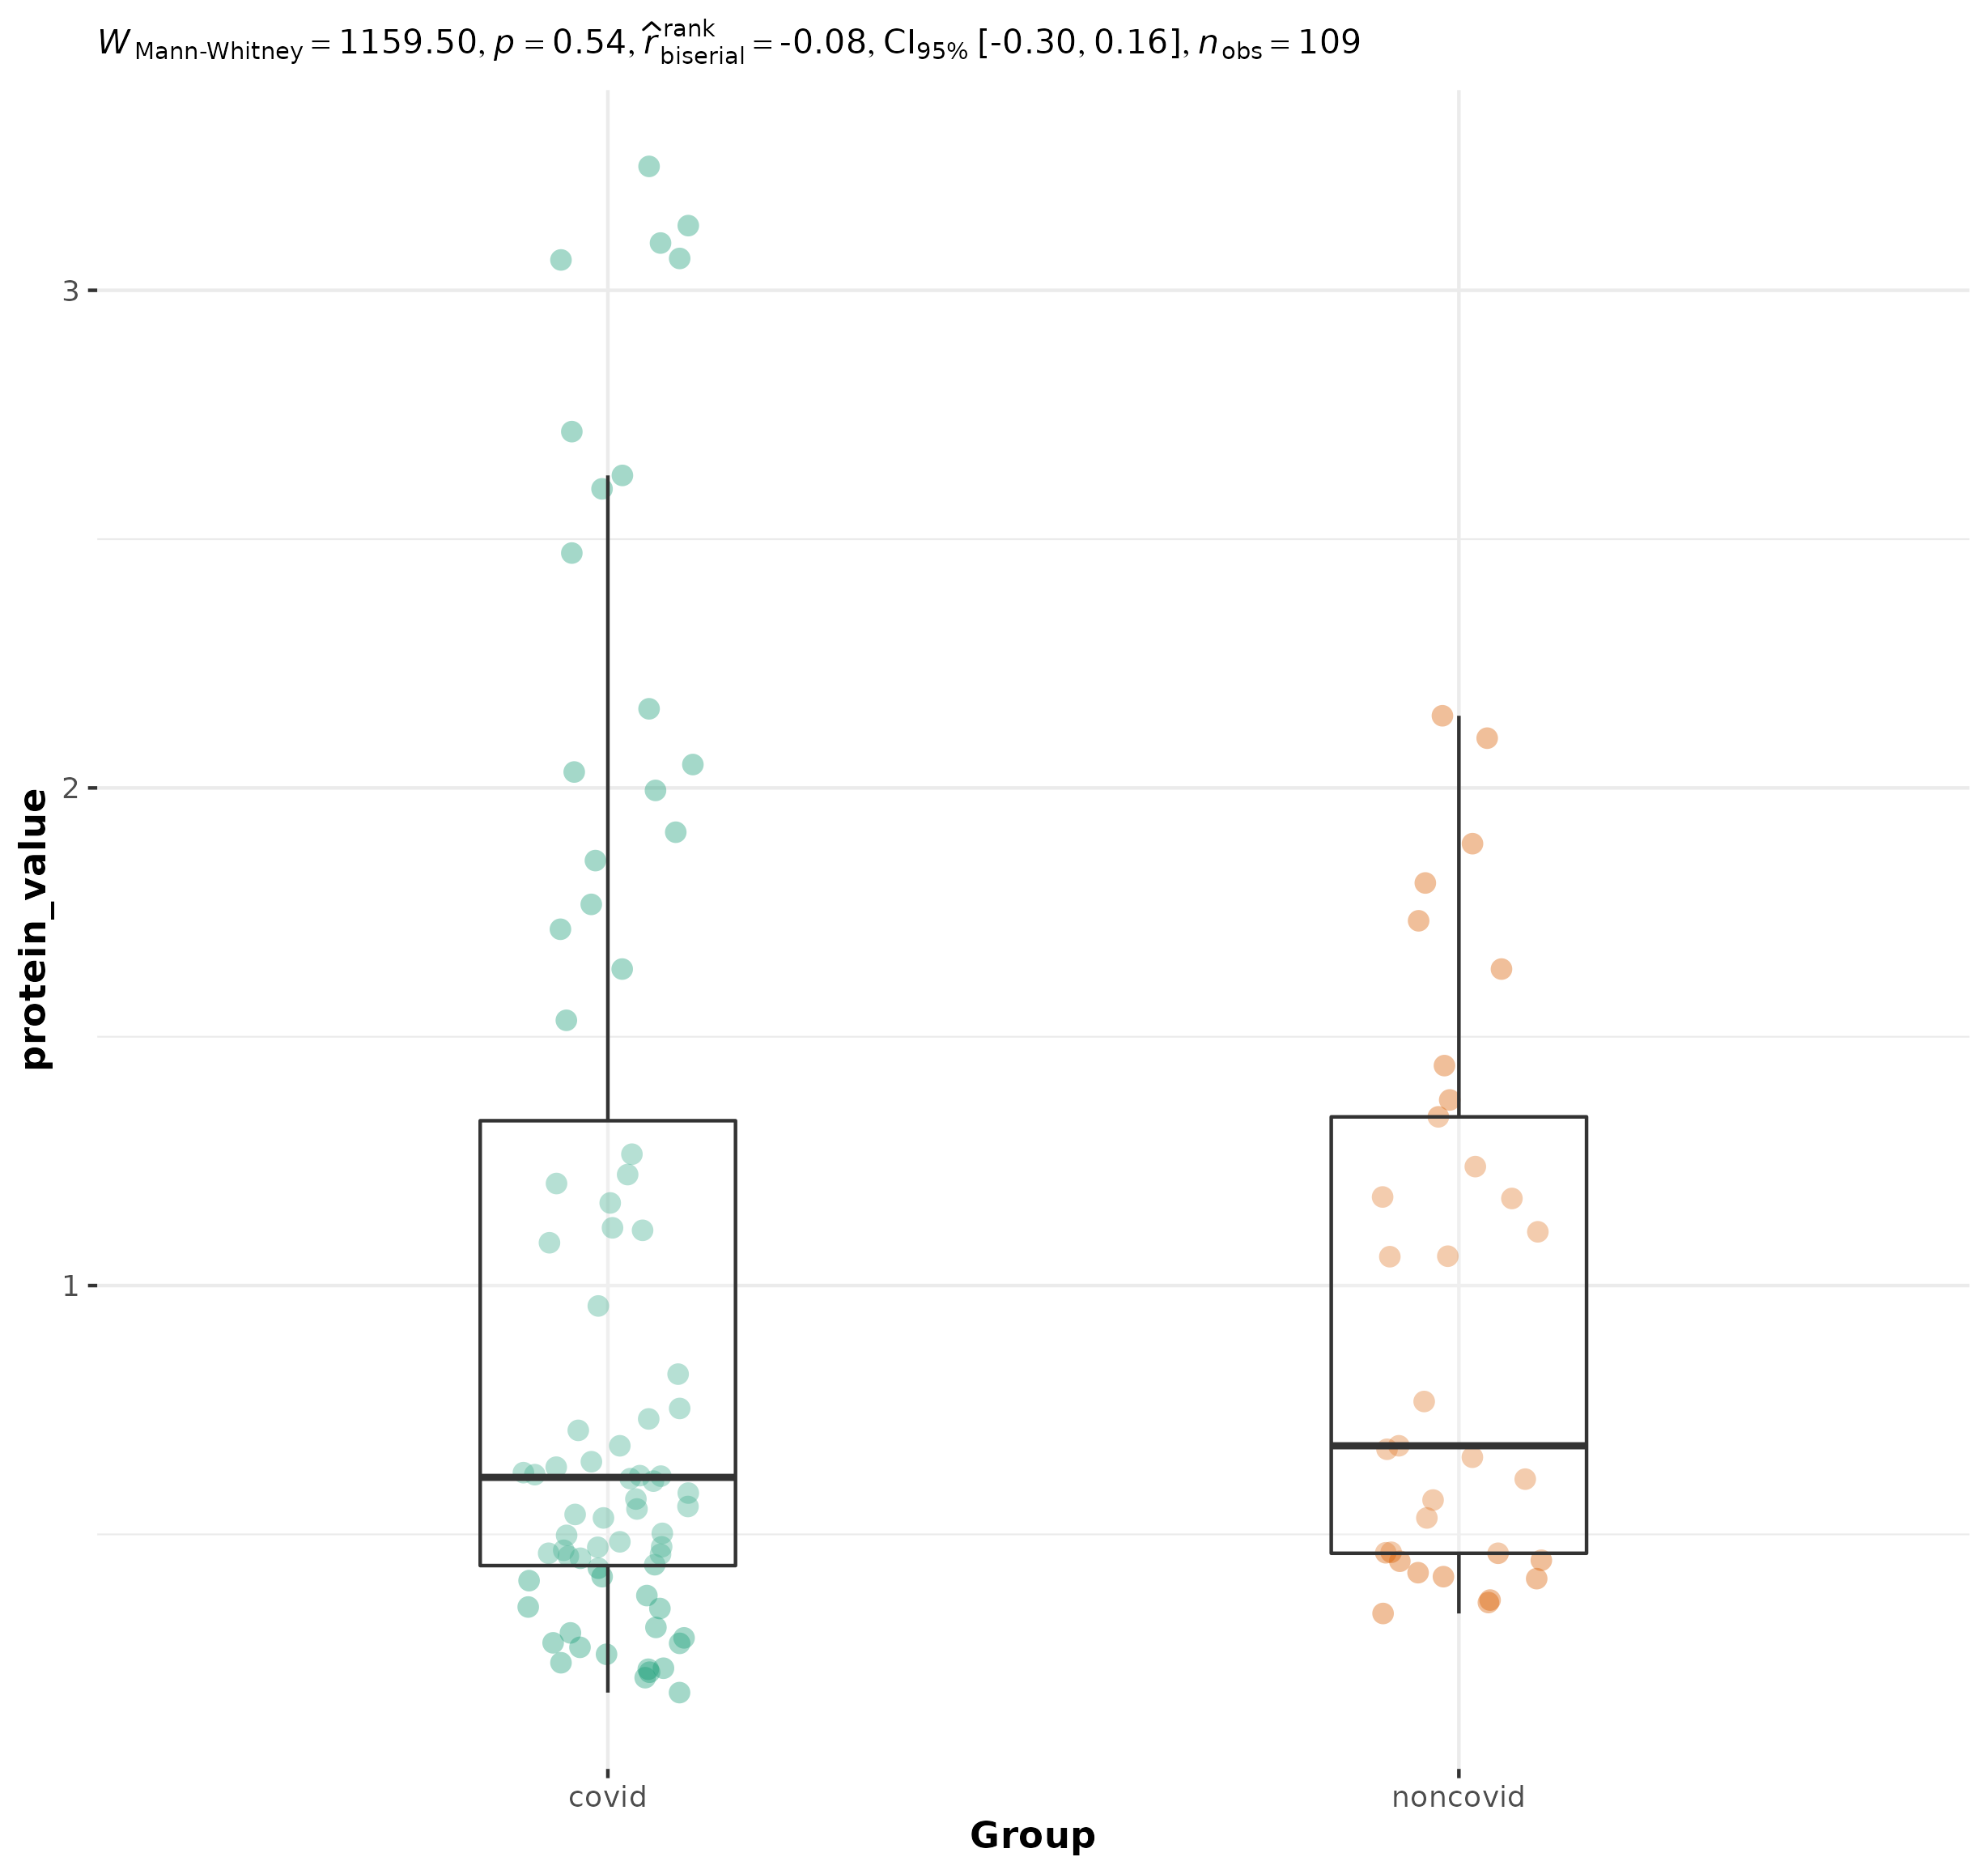 W Mann-Whitney = 1159.50, p = 0.54, r̂ rank biserial = -0.08, CI95% [-0.30, 0.16], nobs = 109
3
2
1
protein_value
covid noncovid
Group